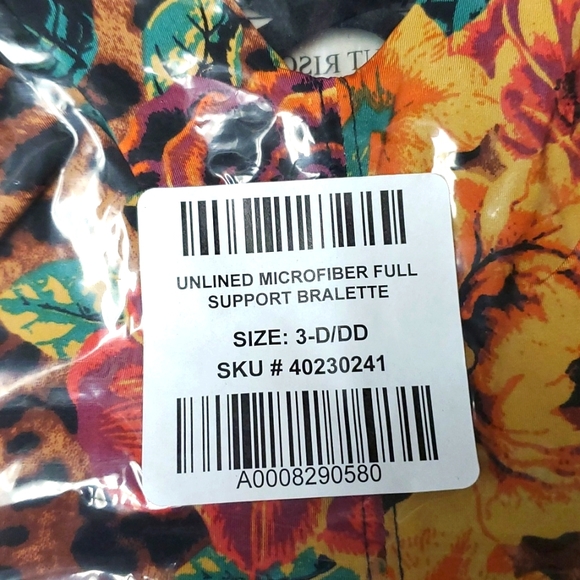 UNLINED MICROFIBER FULL
SUPPORT BRALETTE
SIZE: 3-D/DD
SKU # 40230241
A0008290580